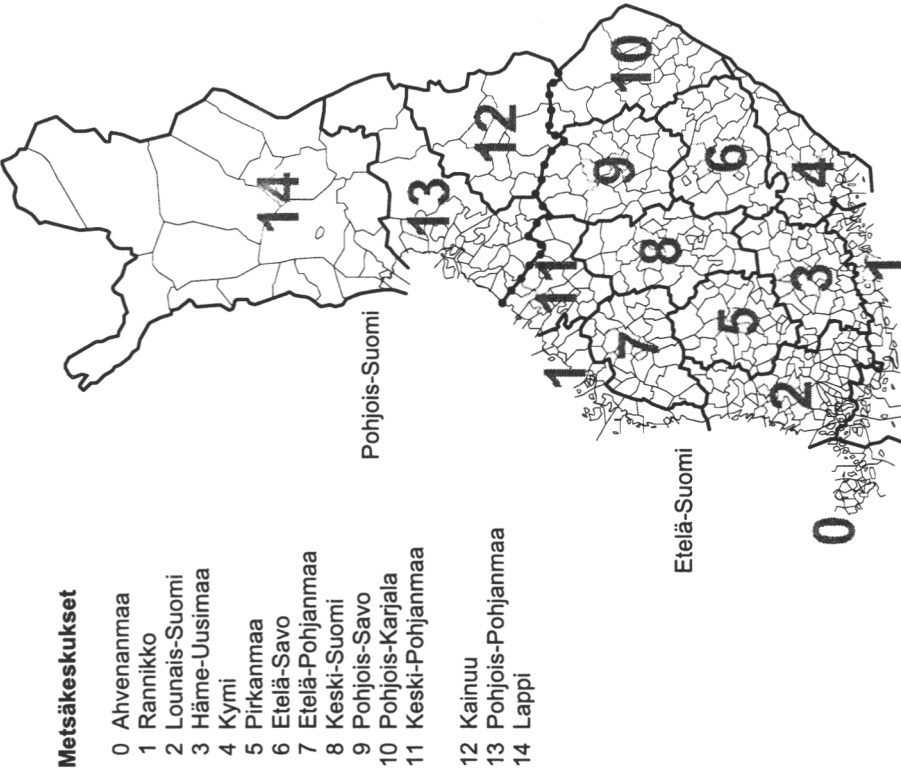 Metsäkeskukset
0 Ahvenanmaa
1 Rannikko
2 Lounais-Suomi
3 Häme-Uusimaa
4 Kymi
5 Pirkanmaa
6 Etelä-Savo
7 Etelä-Pohjanmaa
8 Keski-Suomi
9 Pohjois-Savo
10 Pohjois-Karjala
11 Keski-Pohjanmaa
12 Kainuu
13 Pohjois-Pohjanmaa
14 Lappi
Pohjois-Suomi
Etelä-Suomi
14
13
12
11
10
9
1
8
7
6
5
4
3
2
1
0